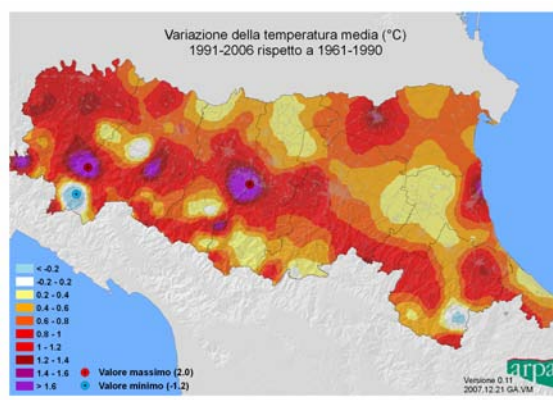 Variazione della temperatura media (°C)
1991-2006 rispetto a 1961-1990
< -0.2
-0.2 - 0.2
0.2 - 0.4
0.4 - 0.6
0.6 - 0.8
0.8 - 1
1 - 1.2
1.2 - 1.4
1.4 - 1.6
> 1.6
Valore massimo (2.0)
Valore minimo (-1.2)
arpa
Versione 0.11
2007.12.21 GA.VM